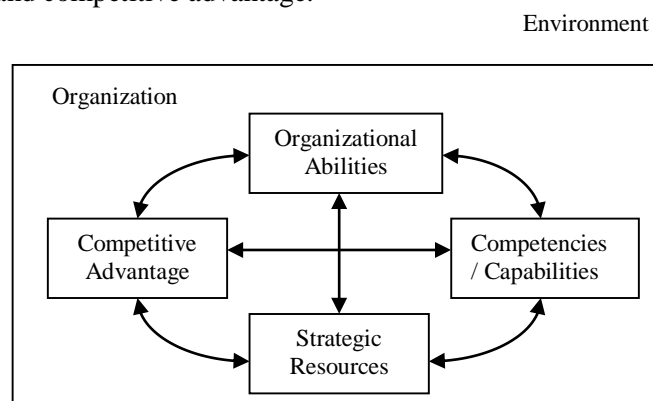 and competitive advantage.
Environment
Organization
Organizational
Abilities
Competitive
Advantage
Competencies
/ Capabilities
Strategic
Resources